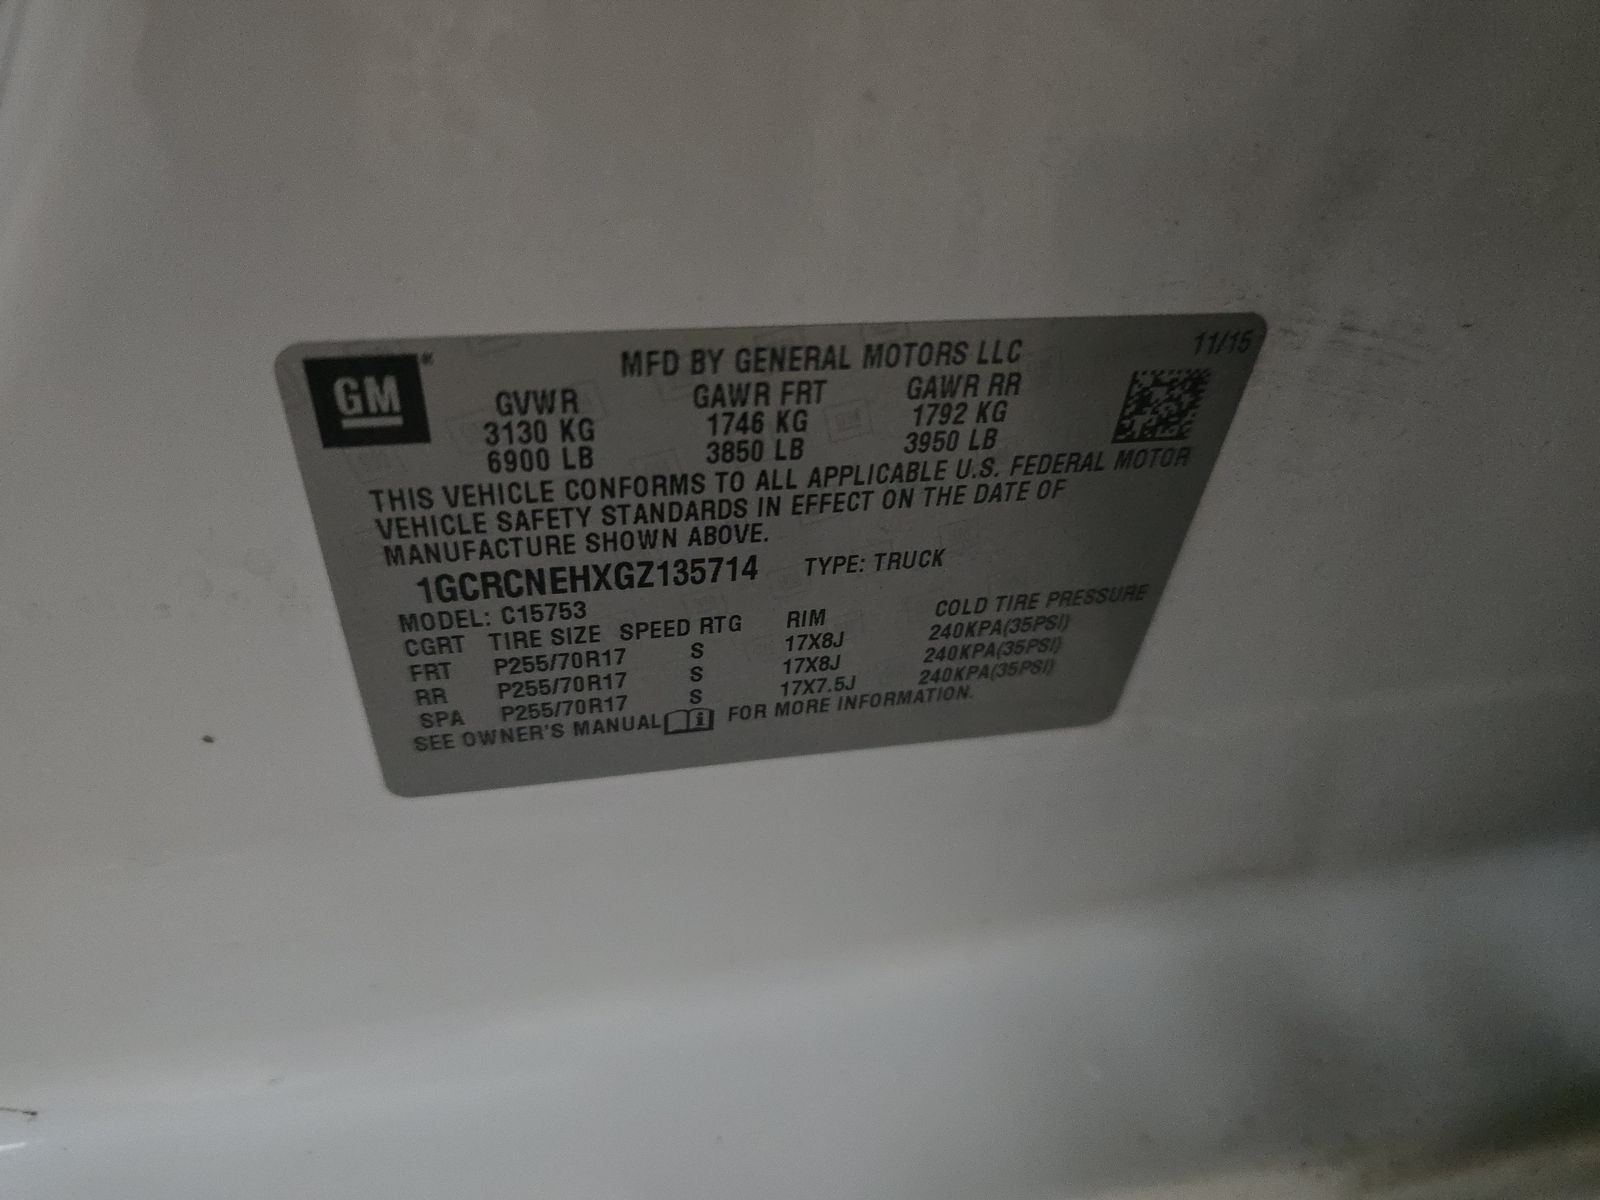 GM
MFD BY GENERAL MOTORS LLC 11/15
GVWR GAWR FRT GAWR RR
3130 KG 1746 KG 1792 KG
6900 LB 3850 LB 3950 LB
THIS VEHICLE CONFORMS TO ALL APPLICABLE U.S. FEDERAL MOTOR
VEHICLE SAFETY STANDARDS IN EFFECT ON THE DATE OF
MANUFACTURE SHOWN ABOVE.
1GCRCNEHXGZ135714 TYPE: TRUCK
MODEL: C15753
CGRT TIRE SIZE SPEED RTG RIM COLD TIRE PRESSURE
FRT P255/70R17 S 17X8J 240KPA(35PSI)
RR P255/70R17 S 17X8J 240KPA(35PSI)
SPA P255/70R17 S 17X7.5J 240KPA(35PSI)
SEE OWNER'S MANUAL i FOR MORE INFORMATION.